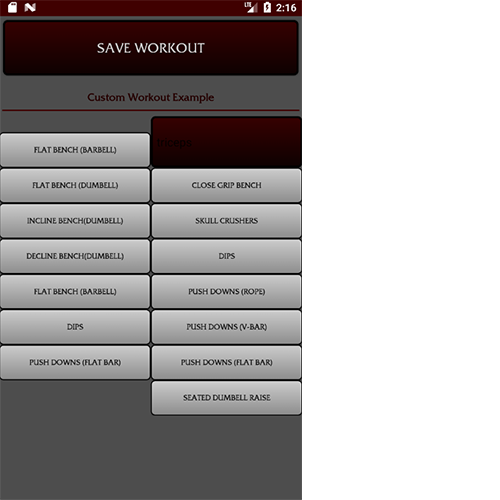 LTE 2:16
SAVE WORKOUT
Custom Workout Example
Triceps
FLAT BENCH (BARBELL)
FLAT BENCH (DUMBELL) CLOSE GRIP BENCH
INCLINE BENCH(DUMBELL) SKULL CRUSHERS
DECLINE BENCH(DUMBELL) DIPS
FLAT BENCH (BARBELL) PUSH DOWNS (ROPE)
DIPS PUSH DOWNS (V-BAR)
PUSH DOWNS (FLAT BAR) PUSH DOWNS (FLAT BAR)
SEATED DUMBELL RAISE